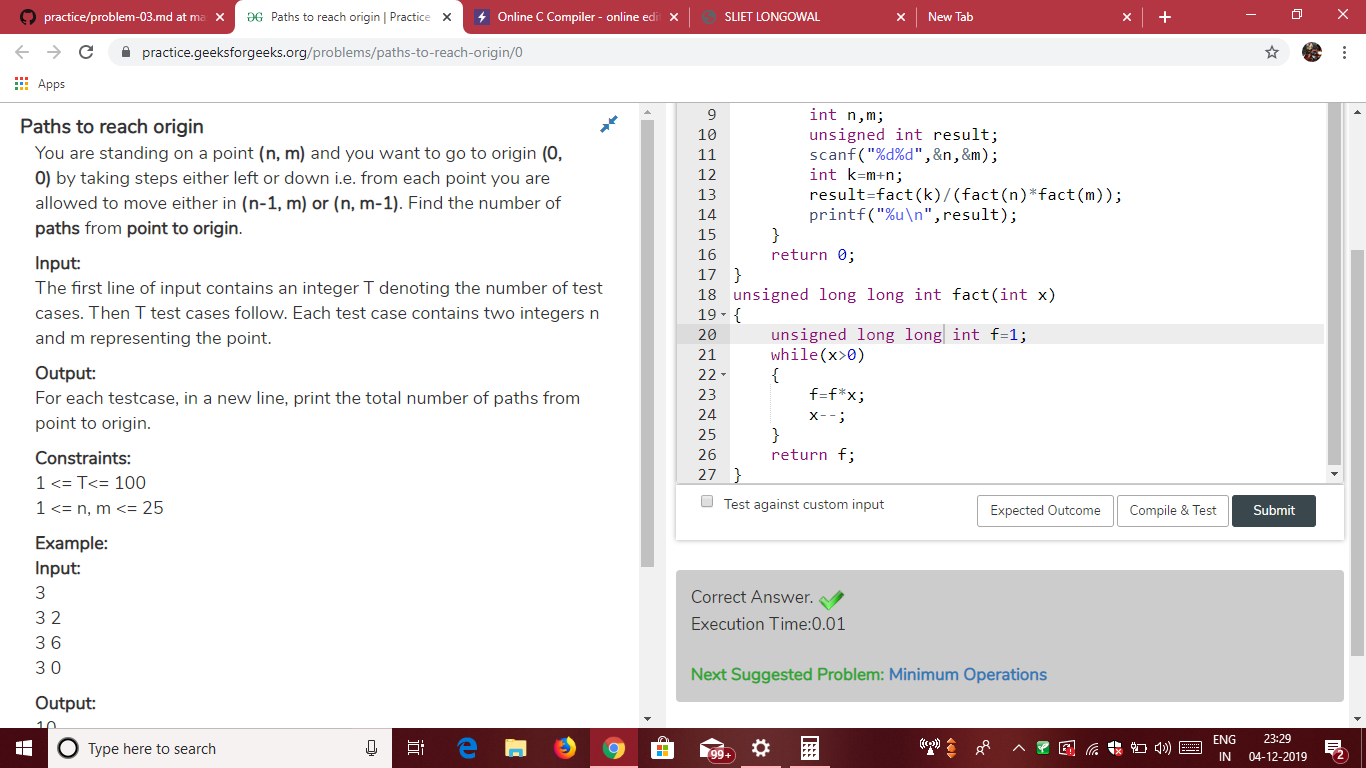 practice/problem-03.md at ma
Paths to reach origin | Practice
Online C Compiler - online edi
SLIET LONGOWAL
New Tab
practice.geeksforgeeks.org/problems/paths-to-reach-origin/0
Apps
Paths to reach origin
You are standing on a point (n, m) and you want to go to origin (0,
0) by taking steps either left or down i.e. from each point you are
allowed to move either in (n-1, m) or (n, m-1). Find the number of
paths from point to origin.
Input:
The first line of input contains an integer T denoting the number of test
cases. Then T test cases follow. Each test case contains two integers n
and m representing the point.
Output:
For each testcase, in a new line, print the total number of paths from
point to origin.
Constraints:
1 <= T<= 100
1 <= n, m <= 25
Example:
Input:
3
3 2
3 6
3 0
Output:
10
9 int n,m;
10 unsigned int result;
11 scanf("%d%d",&n,&m);
12 int k=m+n;
13 result=fact(k)/(fact(n)*fact(m));
14 printf("%u\n",result);
15 }
16 return 0;
17 }
18 unsigned long long int fact(int x)
19 {
20 unsigned long long int f=1;
21 while(x>0)
22 {
23 f=f*x;
24 x--;
25 }
26 return f;
27 }
Test against custom input
Expected Outcome
Compile & Test
Submit
Correct Answer.
Execution Time:0.01
Next Suggested Problem: Minimum Operations
Type here to search
99+
ENG
IN
23:29
04-12-2019
2